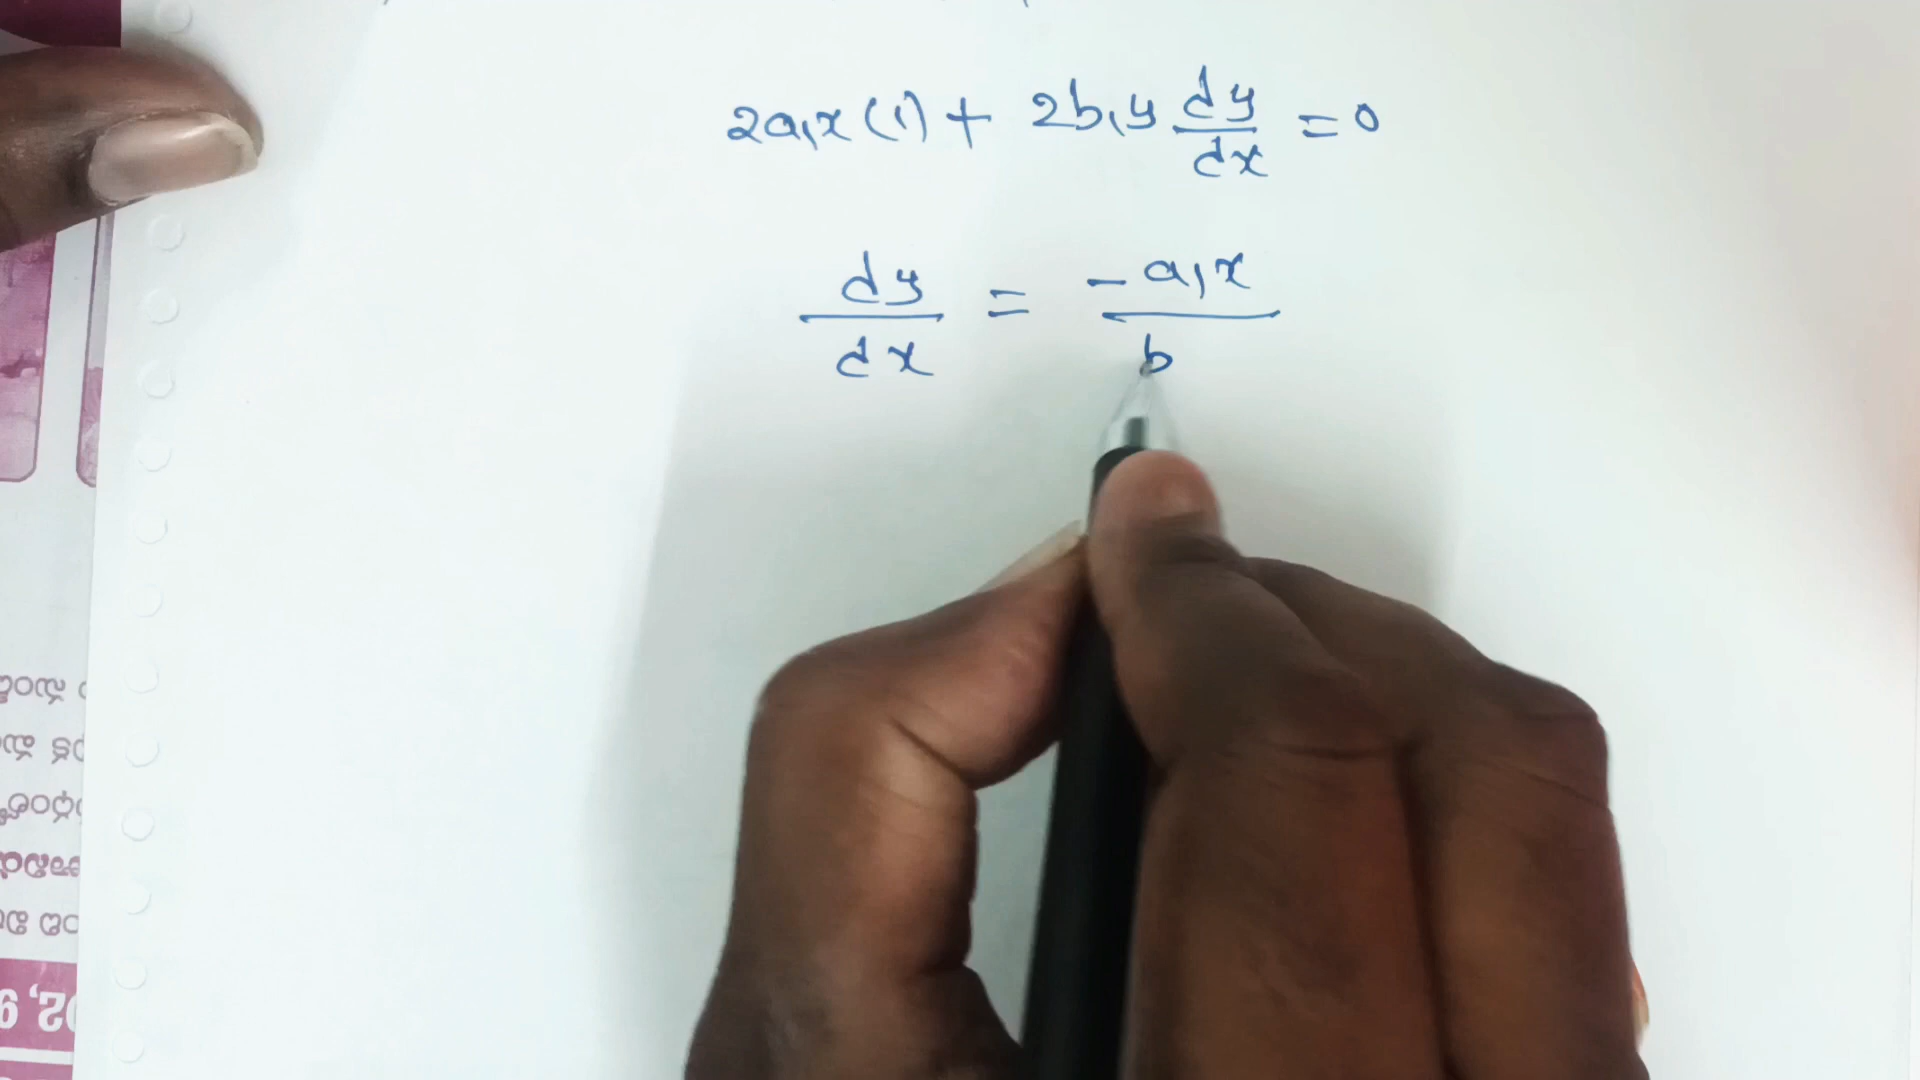 2a₁x (1) + 2b₁y dy/dx = 0
dy/dx = -a₁x/b